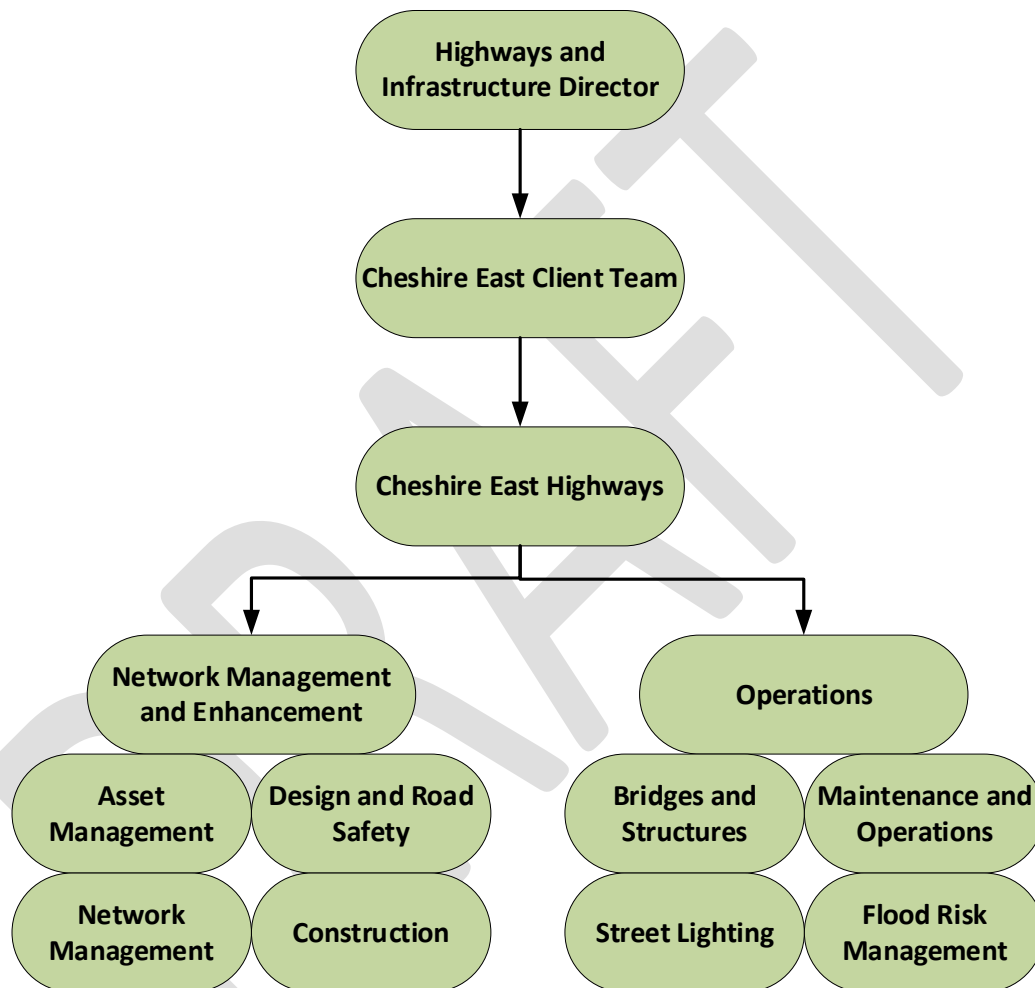 Highways and
Infrastructure Director
Cheshire East Client Team
Cheshire East Highways
Network Management
and Enhancement
Operations
Asset
Management
Design and Road
Safety
Bridges and
Structures
Maintenance and
Operations
Network
Management
Construction
Street Lighting
Flood Risk
Management
DRAFT